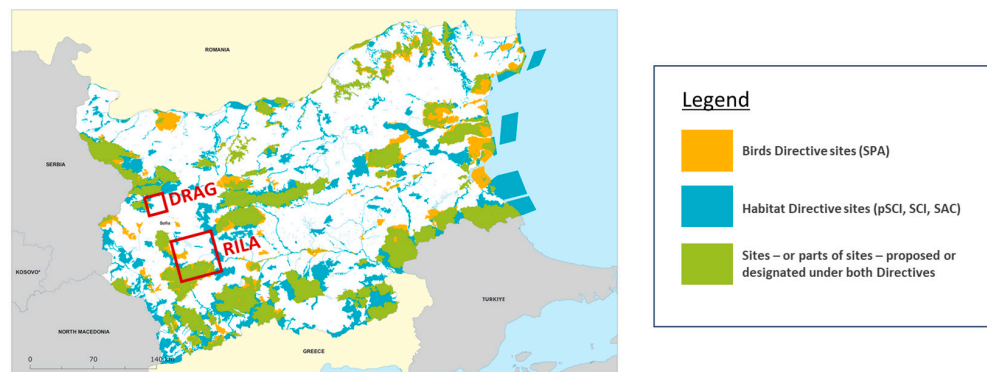 ROMANIA
SERBIA
DRAG
Sofia
RILA
KOSOVO*
NORTH MACEDONIA
TURKIYE
GREECE
0 70 140 km
Legend
Birds Directive sites (SPA)
Habitat Directive sites (pSCI, SCI, SAC)
Sites – or parts of sites – proposed or
designated under both Directives